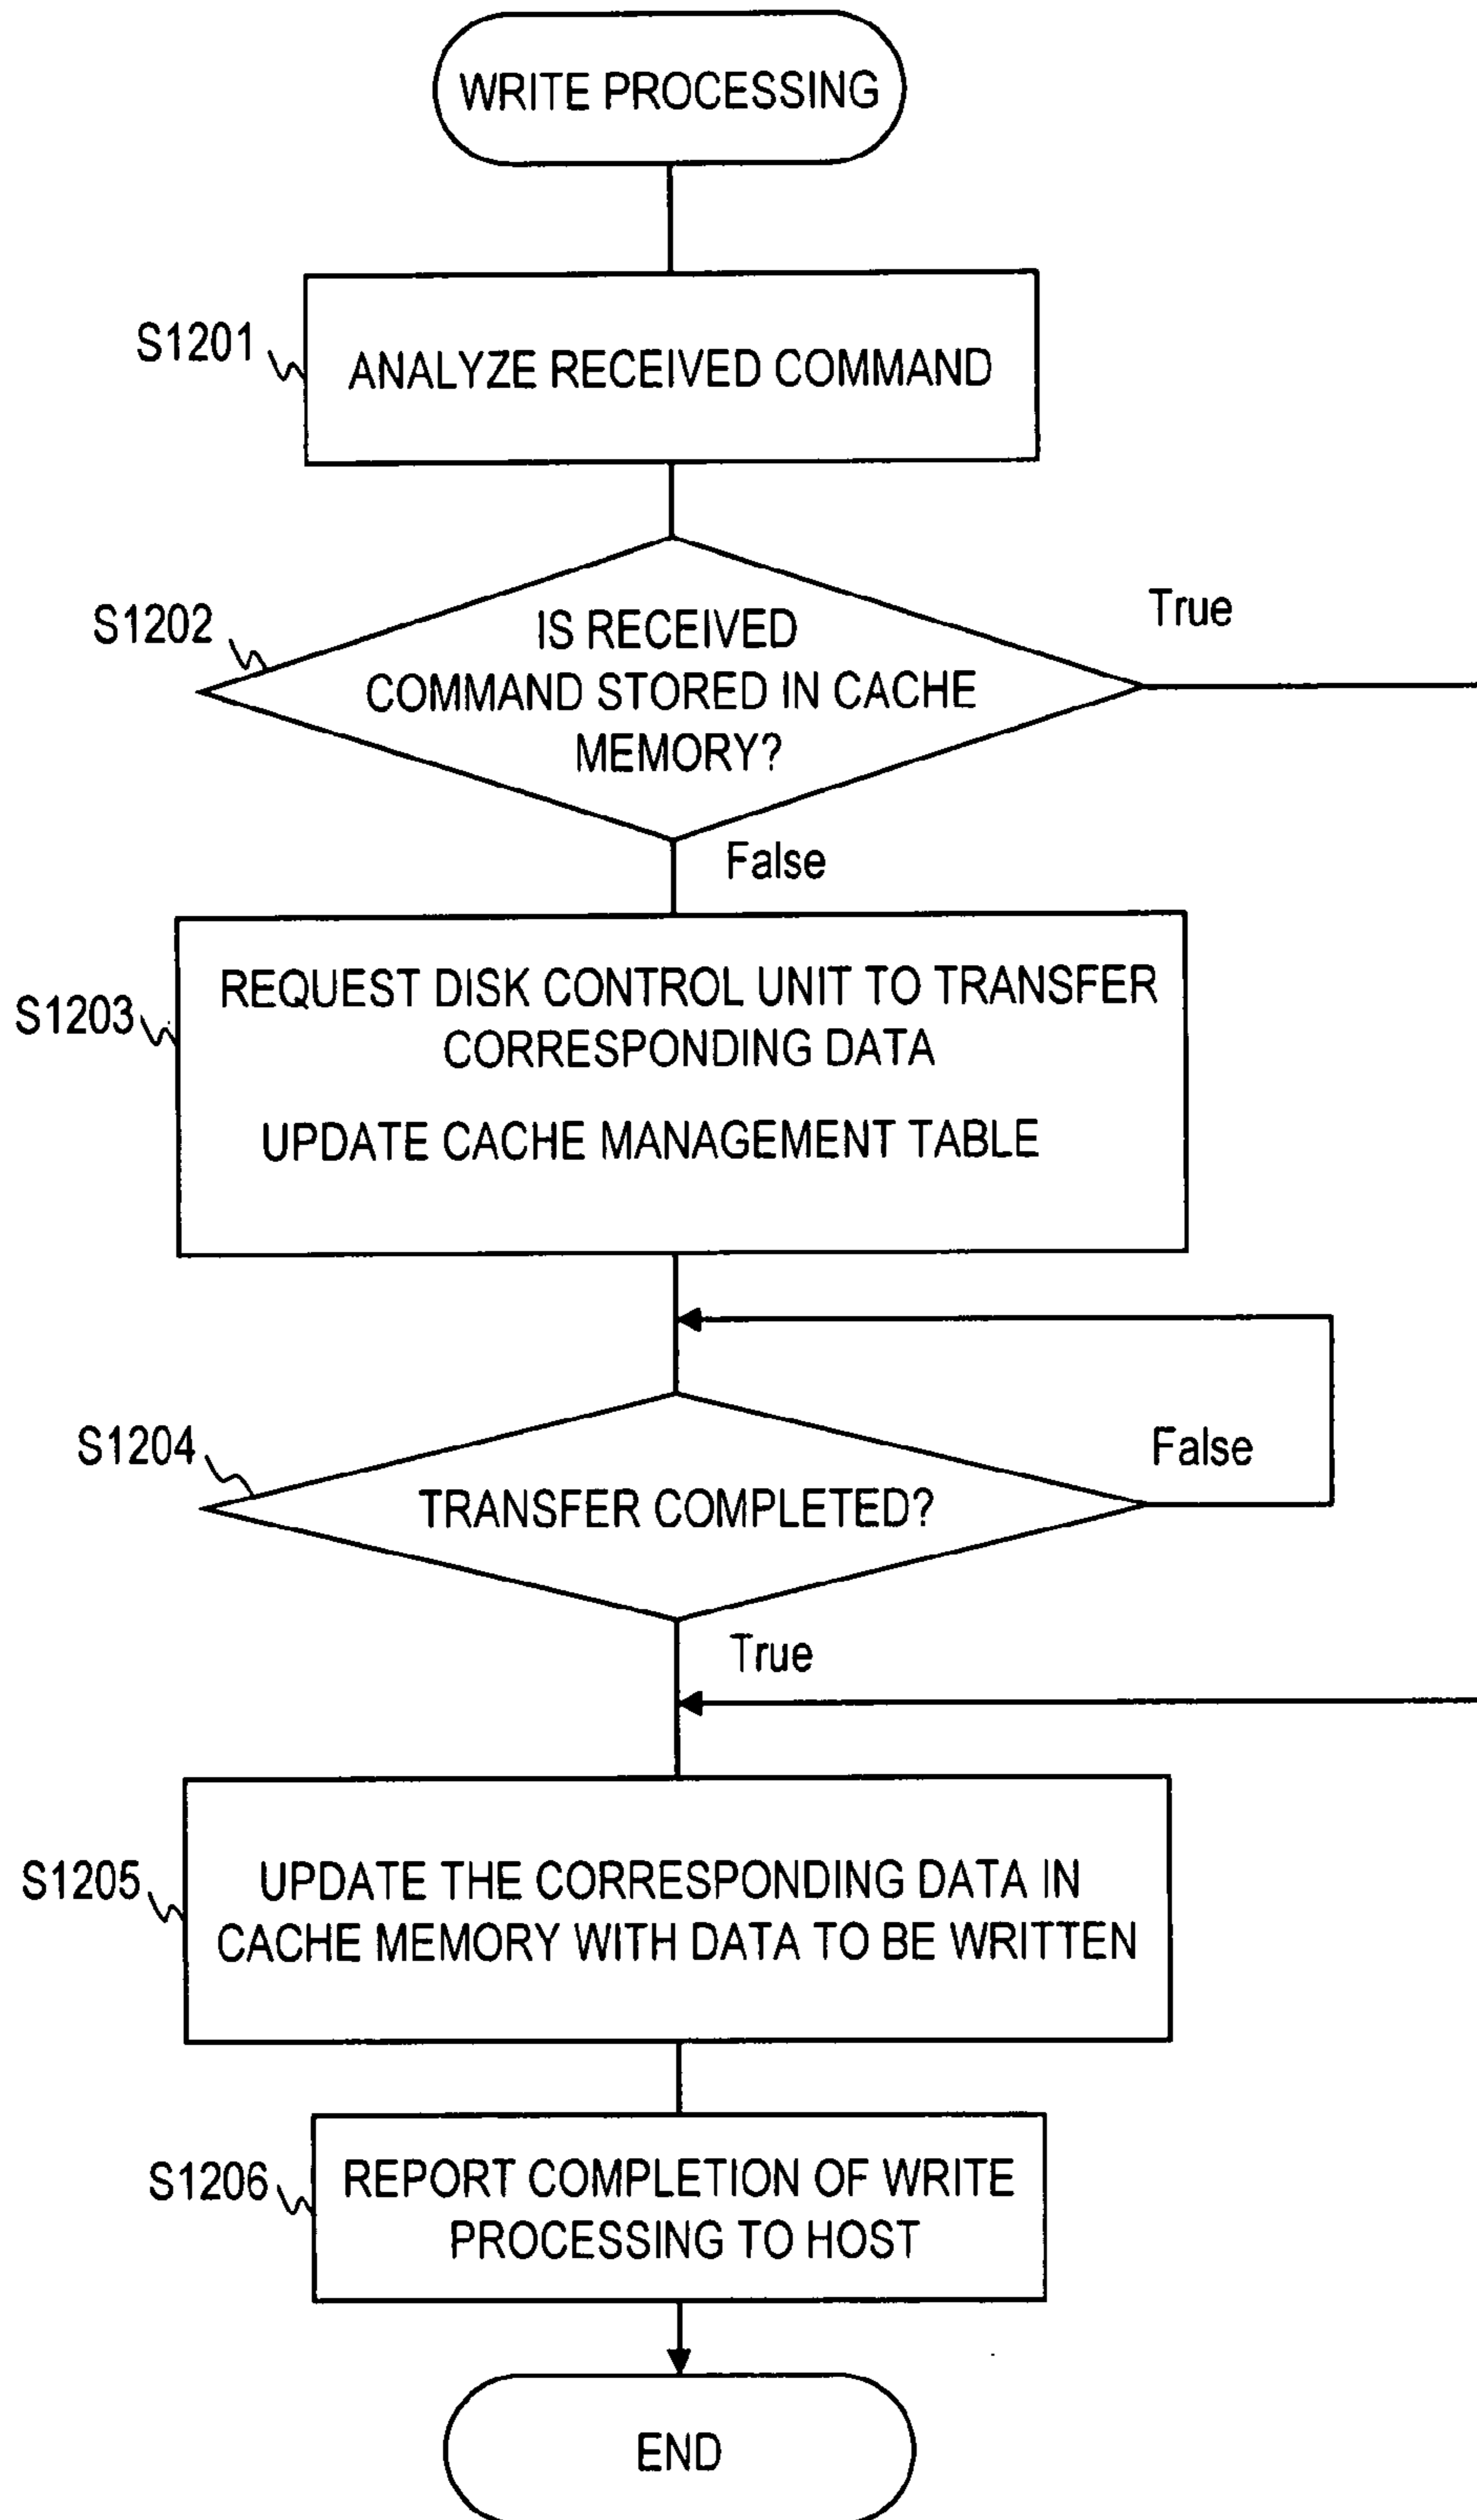 WRITE PROCESSING
S1201
ANALYZE RECEIVED COMMAND
S1202
IS RECEIVED
COMMAND STORED IN CACHE
MEMORY?
True
False
S1203
REQUEST DISK CONTROL UNIT TO TRANSFER
CORRESPONDING DATA
UPDATE CACHE MANAGEMENT TABLE
S1204
TRANSFER COMPLETED?
False
True
S1205
UPDATE THE CORRESPONDING DATA IN
CACHE MEMORY WITH DATA TO BE WRITTEN
S1206
REPORT COMPLETION OF WRITE
PROCESSING TO HOST
END